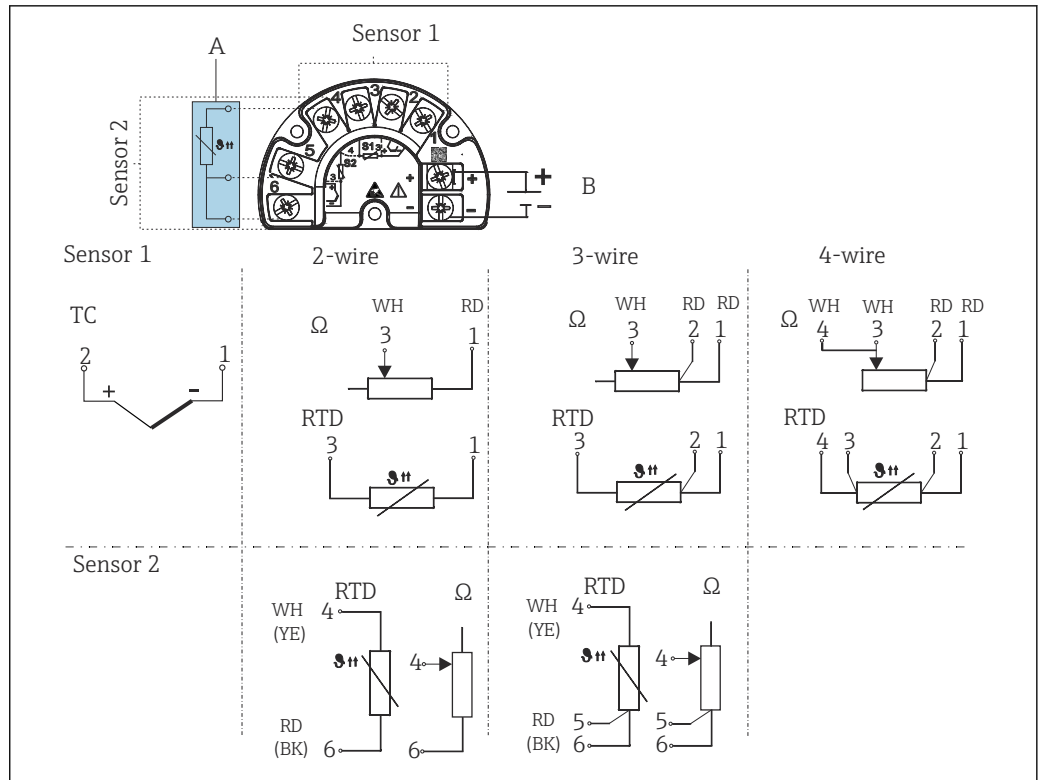 Sensor 1
A
Sensor 2
4 3 2
5 1
6
4 S1 3 +
S2
3
+
-
+ +
- -
+
-
B
Sensor 1 2-wire 3-wire 4-wire
TC
2 1
+ -
Ω WH RD
3 1
RTD
3 1
ϑ
Ω WH RD RD
3 2 1
RTD
3 2 1
ϑ
Ω WH WH RD RD
4 3 2 1
RTD
4 3 2 1
ϑ
Sensor 2
RTD Ω
WH 4
(YE)
ϑ 4
RD
(BK) 6 6
RTD Ω
WH 4
(YE)
ϑ 4
RD 5 5
(BK) 6 6